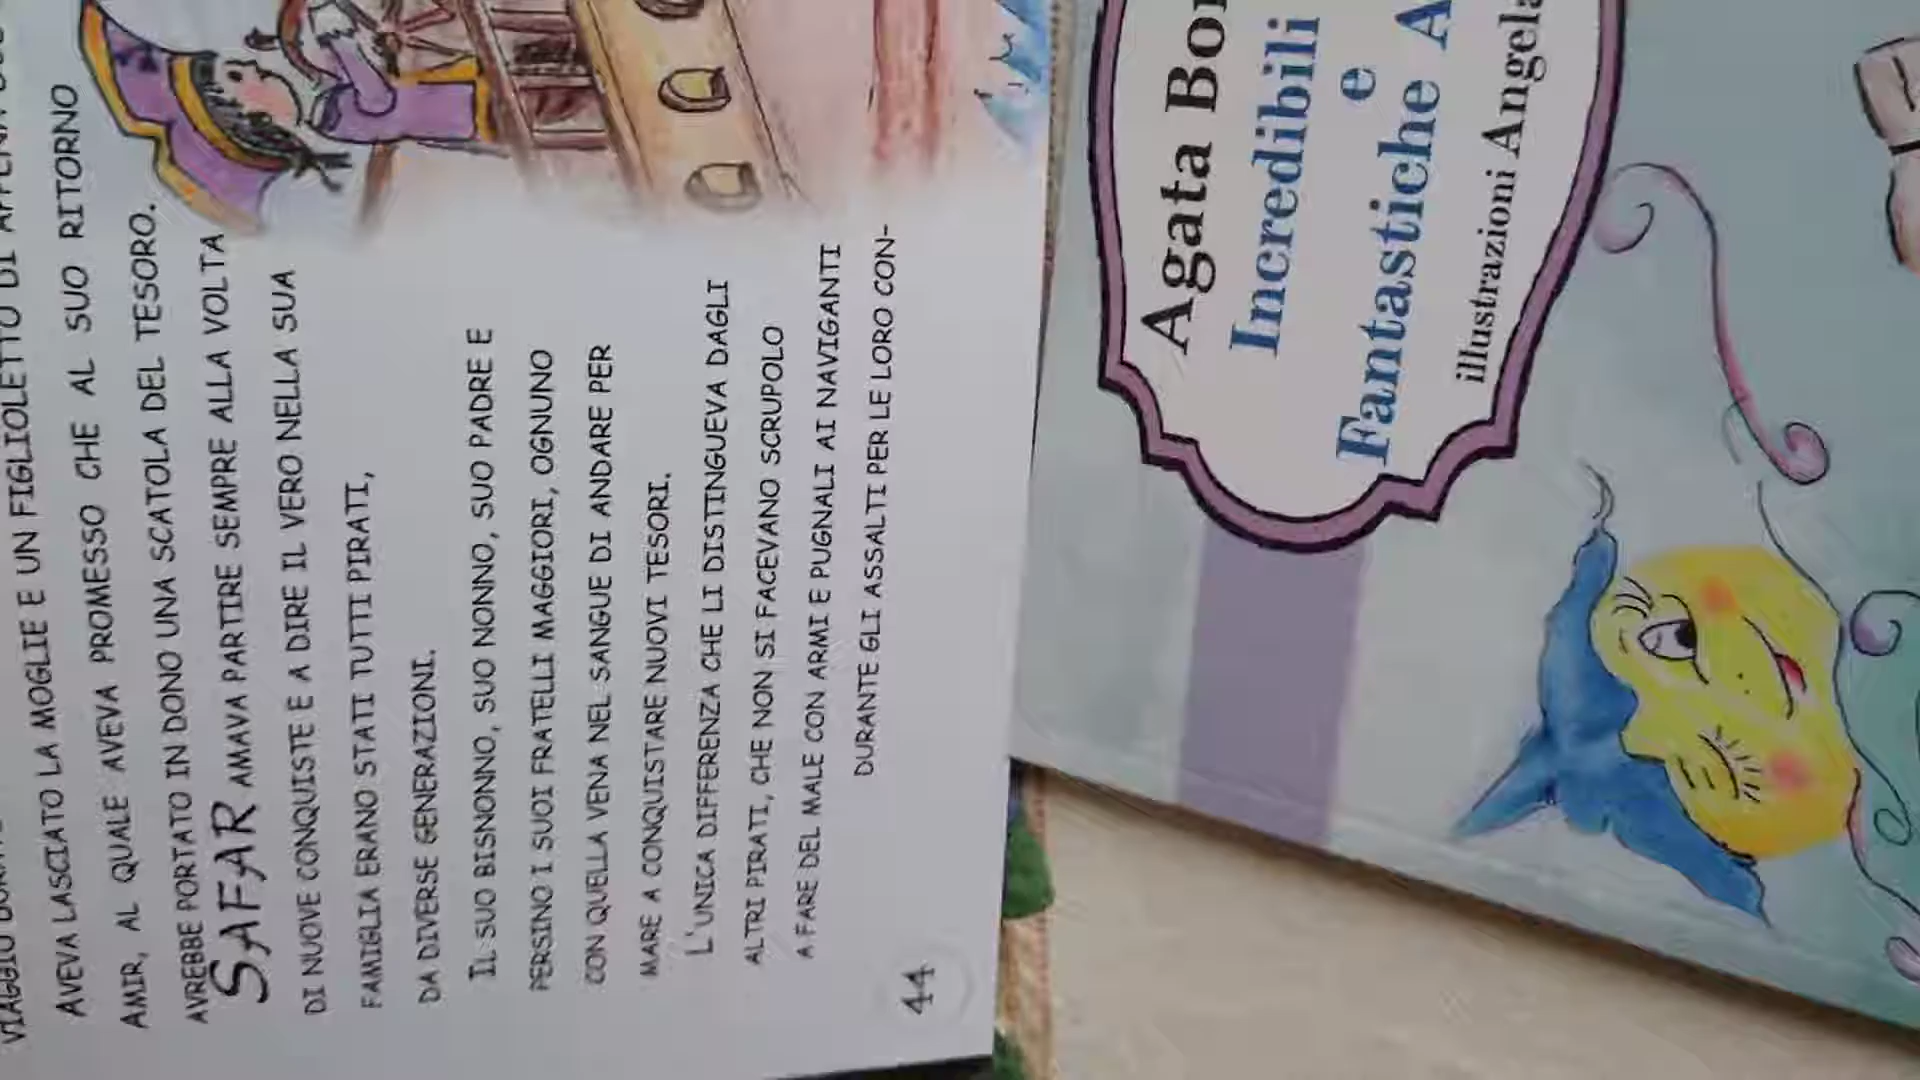 UN FIGLIOLETTO DI
AVEVA LASCIATO LA MOGLIE E
AMIR, AL QUALE AVEVA PROMESSO CHE AL SUO RITORNO
AVREBBE PORTATO IN DONO UNA SCATOLA DEL TESORO.
SAFAR AMAVA PARTIRE SEMPRE ALLA VOLTA
DI NUOVE CONQUISTE E A DIRE IL VERO NELLA SUA
FAMIGLIA ERANO STATI TUTTI PIRATI,
DA DIVERSE GENERAZIONI.
IL SUO BISNONNO, SUO NONNO, SUO PADRE E
PERSINO I SUOI FRATELLI MAGGIORI, OGNUNO
CON QUELLA VENA NEL SANGUE DI ANDARE PER
MARE A CONQUISTARE NUOVI TESORI.
L'UNICA DIFFERENZA CHE LI DISTINGUEVA DAGLI
ALTRI PIRATI, CHE NON SI FACEVANO SCRUPOLO
A FARE DEL MALE CON ARMI E PUGNALI AI NAVIGANTI
DURANTE GLI ASSALTI PER LE LORO CON-
44
Agata
Incredibili
e
Fantastiche
illustrazioni